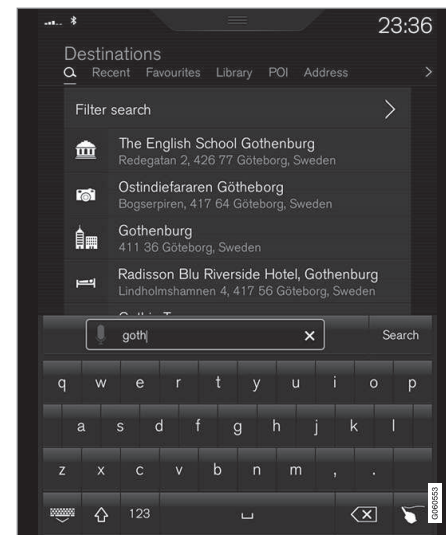 23:36
Destinations
Recent Favourites Library POI Address
Filter search
The English School Gothenburg
Redegatan 2, 426 77 Göteborg, Sweden
Ostindiefararen Götheborg
Bogserpiren, 417 64 Göteborg, Sweden
Gothenburg
411 36 Göteborg, Sweden
Radisson Blu Riverside Hotel, Gothenburg
Lindholmshamnen 4, 417 56 Göteborg, Sweden
goth
Search
q w e r t y u i o p
a s d f g h j k l
z x c v b n m , .
123
G060553